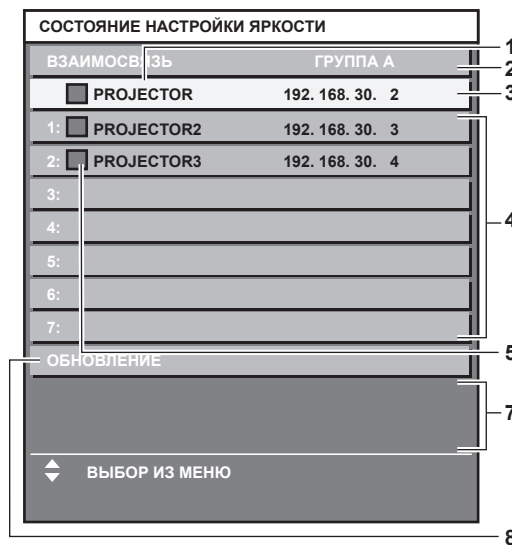 СОСТОЯНИЕ НАСТРОЙКИ ЯРКОСТИ
ВЗАИМОСВЯЗЬ ГРУППА A 1
2
PROJECTOR 192. 168. 30. 2 3
1: PROJECTOR2 192. 168. 30. 3
2: PROJECTOR3 192. 168. 30. 4
3:
4: 4
5:
6:
7:
ОБНОВЛЕНИЕ 5
7
ВЫБОР ИЗ МЕНЮ
8